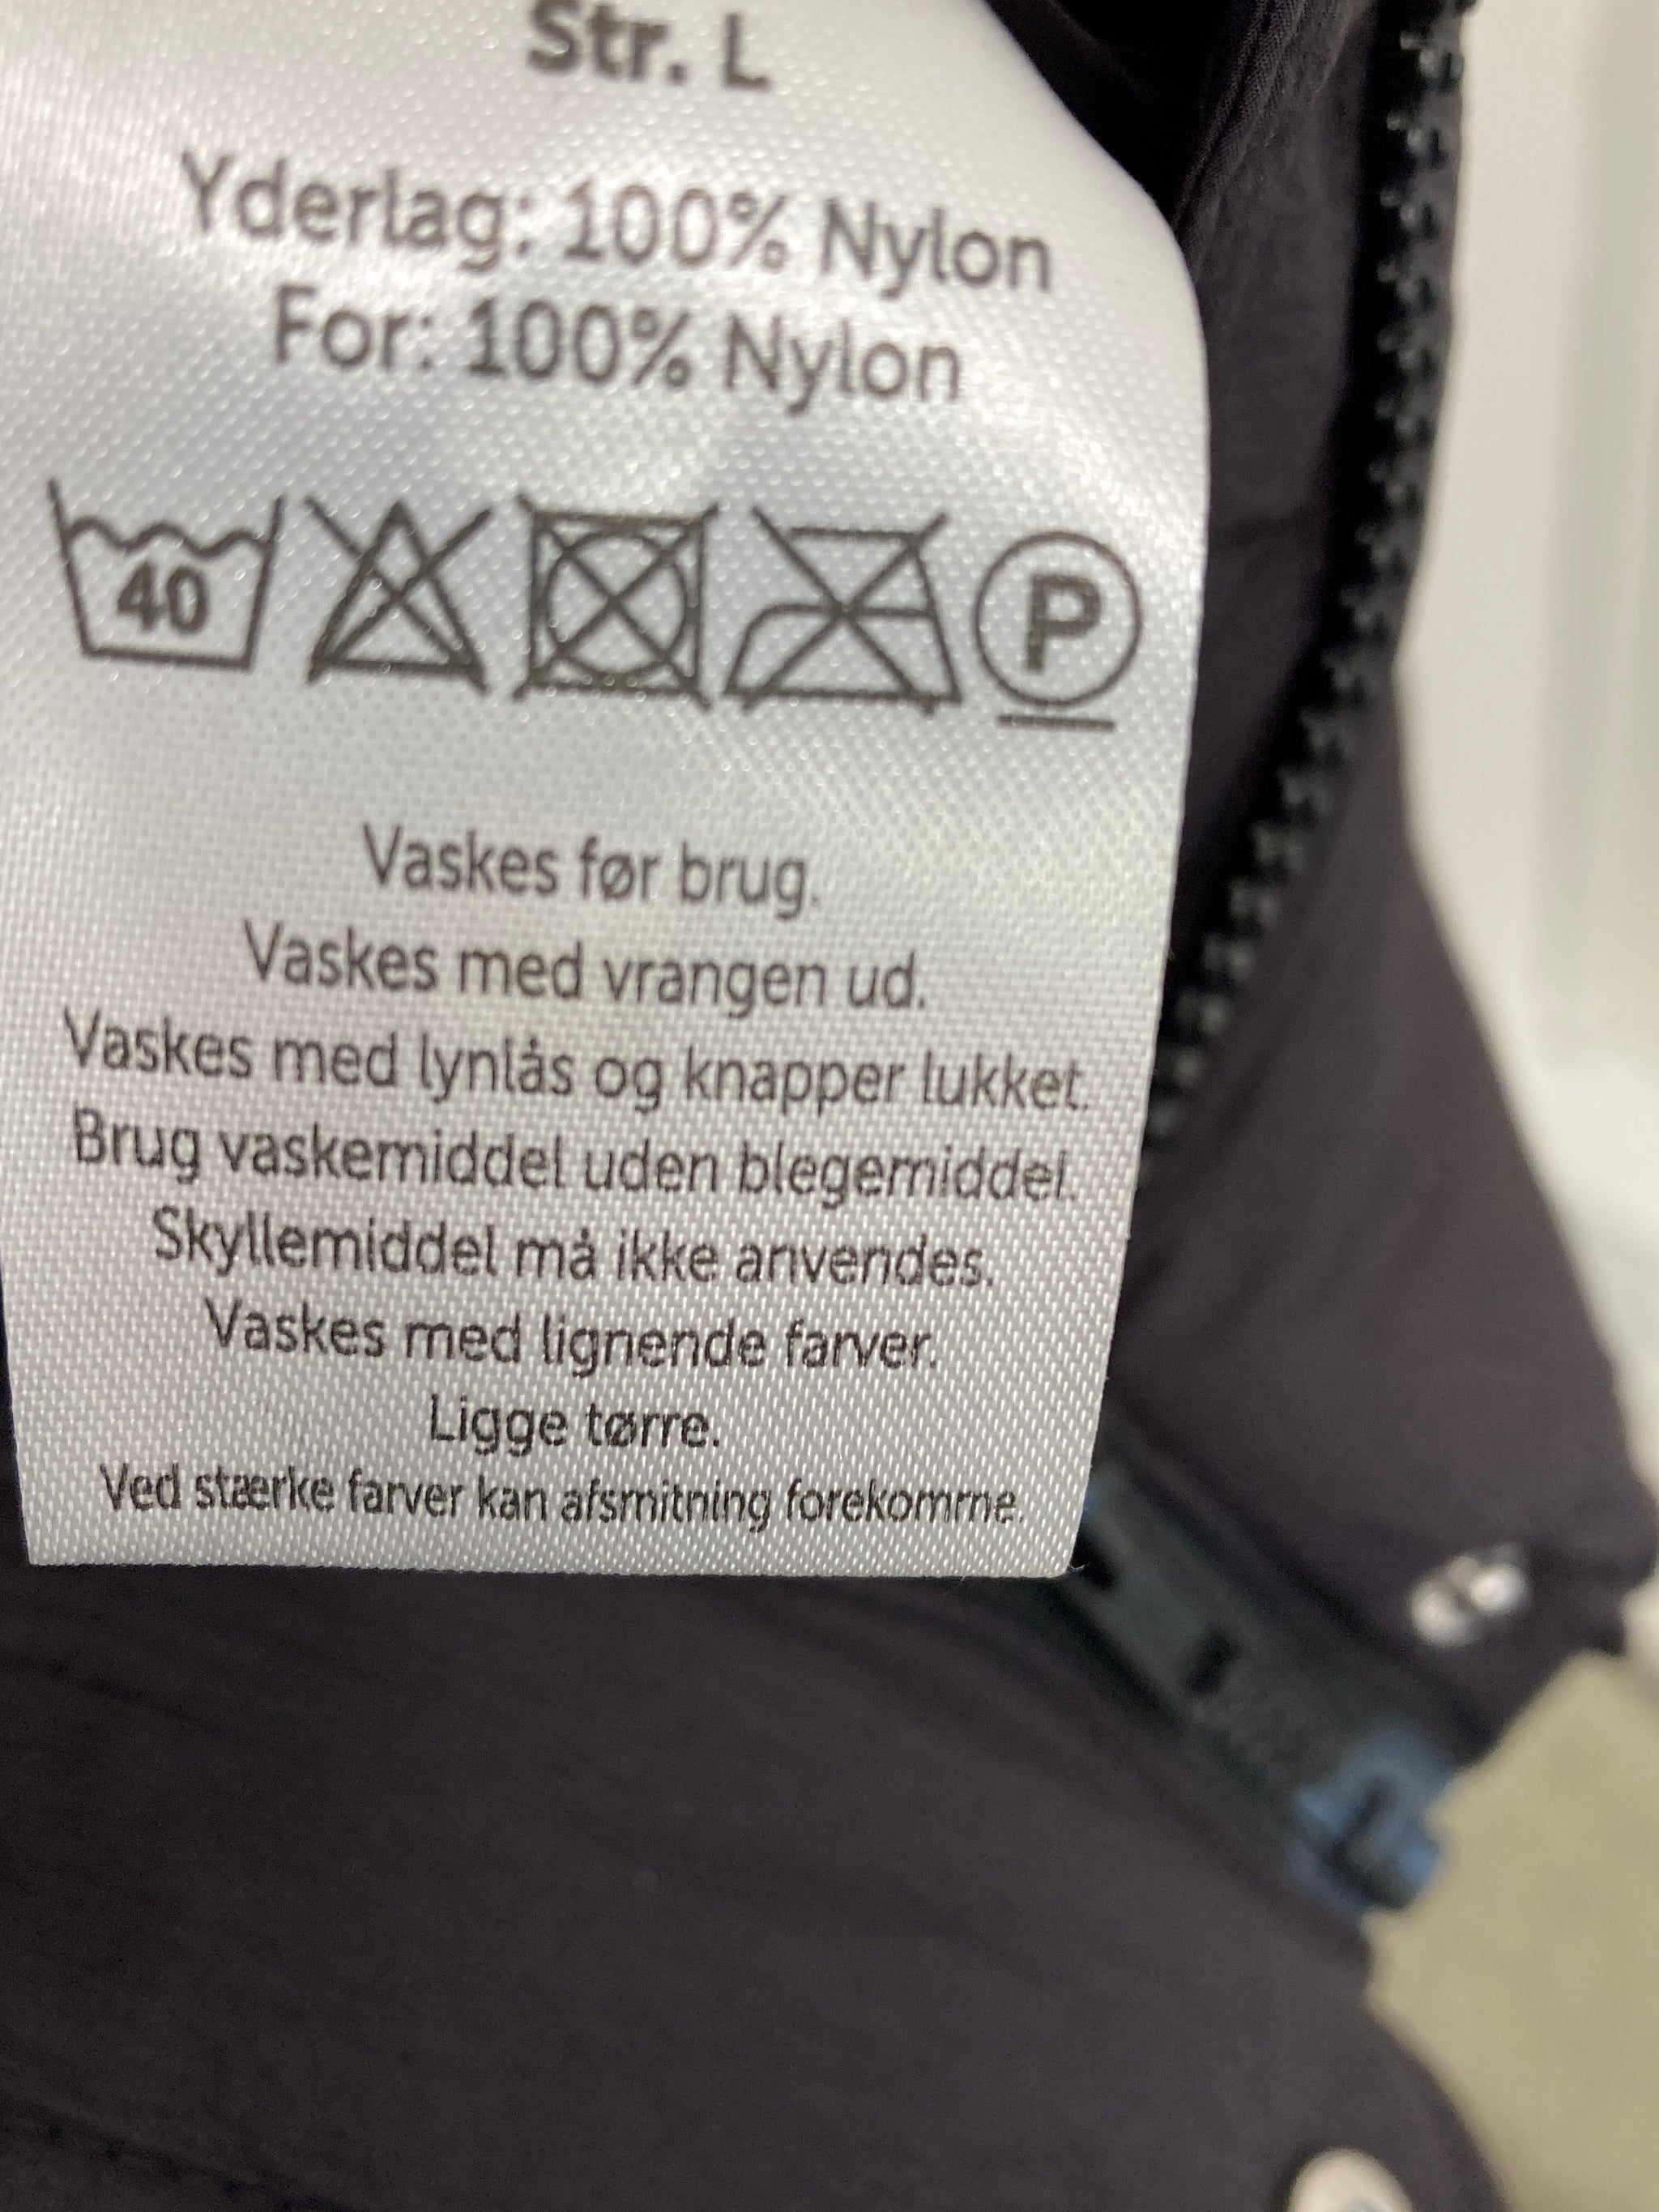 Str. L
Yderlag: 100% Nylon
For: 100% Nylon
40 P
Vaskes før brug.
Vaskes med vrangen ud.
Vaskes med lynlås og knapper lukket.
Brug vaskemiddel uden blegemiddel.
Skyllemiddel må ikke anvendes.
Vaskes med lignende farver.
Ligge tørre.
Ved stærke farver kan afsmitning forekomme.